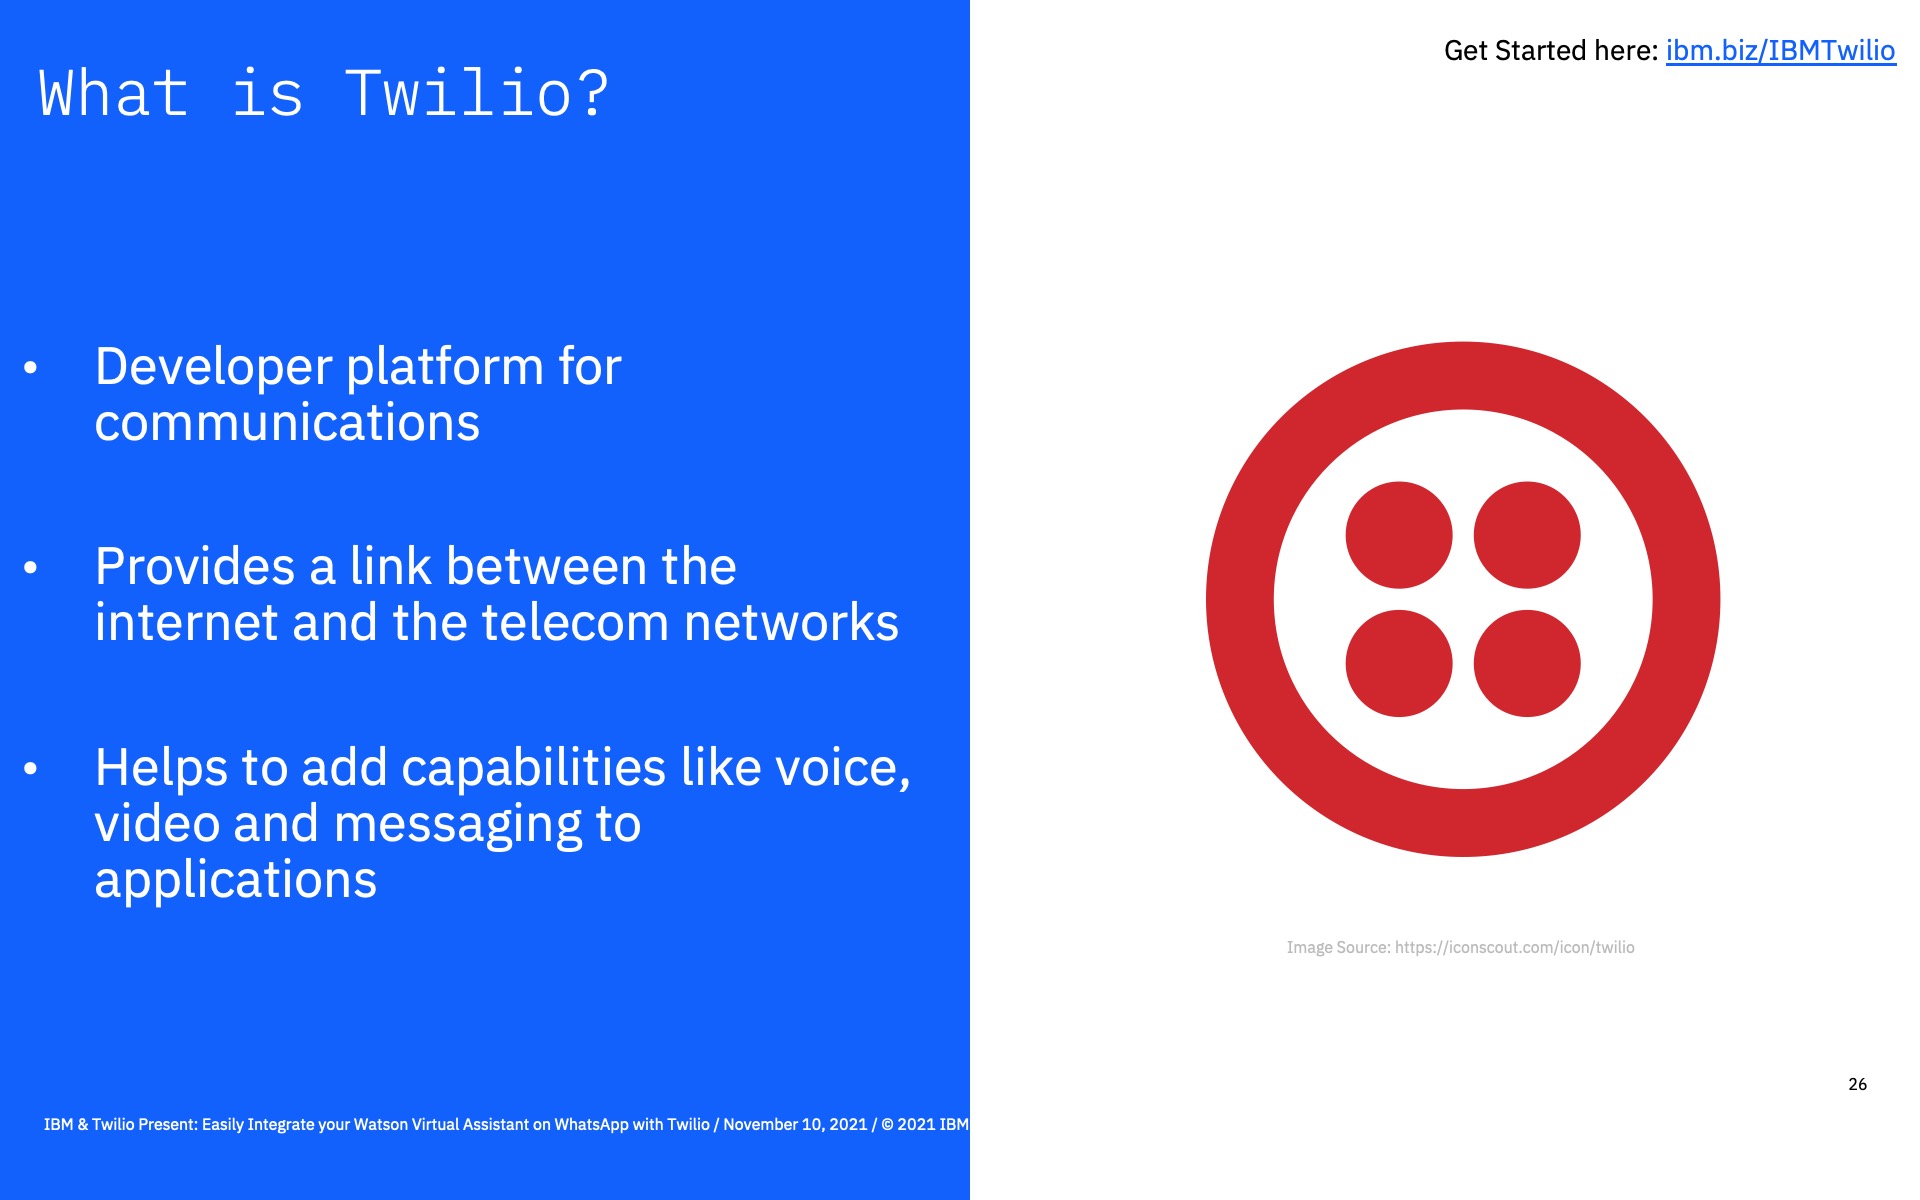 What is Twilio?
Get Started here: ibm.biz/IBMTwilio
• Developer platform for
communications
• Provides a link between the
internet and the telecom networks
• Helps to add capabilities like voice,
video and messaging to
applications
Image Source: https://iconscout.com/icon/twilio
26
IBM & Twilio Present: Easily Integrate your Watson Virtual Assistant on WhatsApp with Twilio / November 10, 2021 / © 2021 IBM